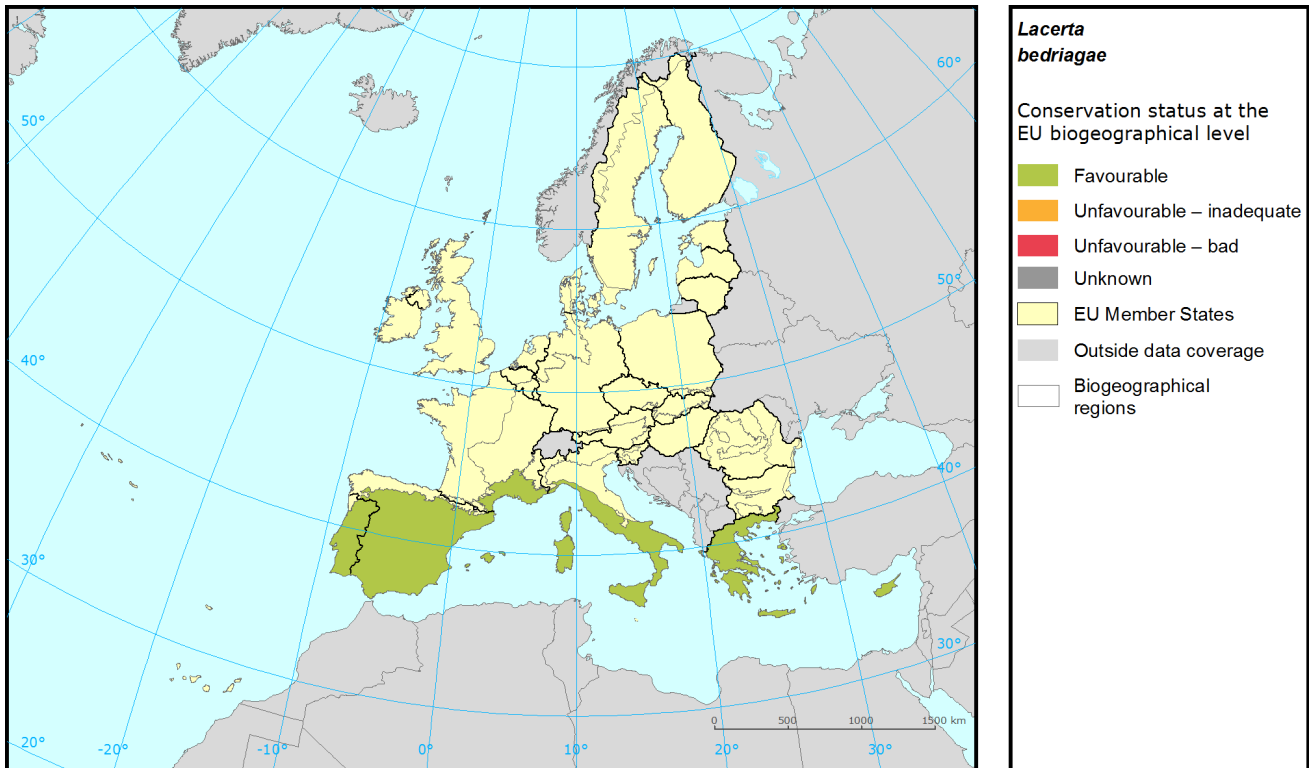 Lacerta
bedriagae
Conservation status at the
EU biogeographical level
Favourable
Unfavourable – inadequate
Unfavourable – bad
Unknown
EU Member States
Outside data coverage
Biogeographical
regions
60°
50°
50°
40°
40°
30°
30°
0 500 1000 1500 km
20° -20° -10° 0° 10° 20° 30°